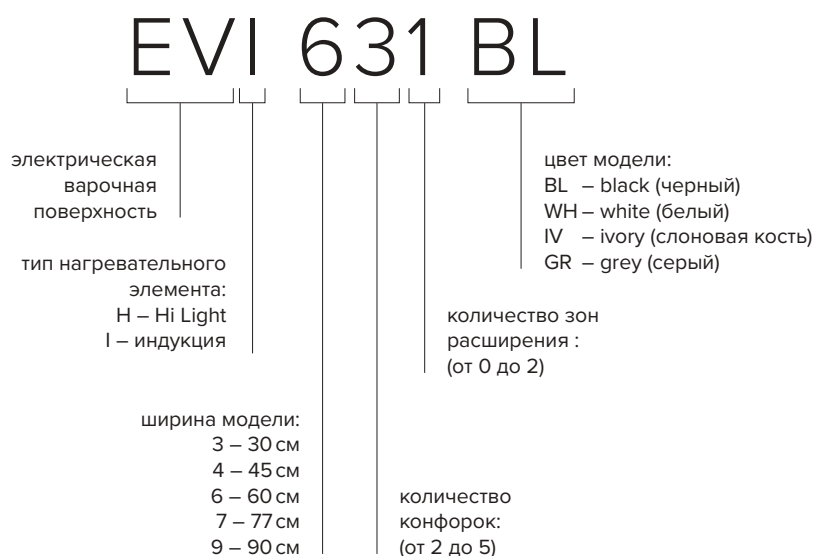 EVI 631 BL
электрическая
варочная
поверхность
тип нагревательного
элемента:
H – Hi Light
I – индукция
ширина модели:
3 – 30 см
4 – 45 см
6 – 60 см
7 – 77 см
9 – 90 см
количество
конфорок:
(от 2 до 5)
количество зон
расширения :
(от 0 до 2)
цвет модели:
BL – black (черный)
WH – white (белый)
IV – ivory (слоновая кость)
GR – grey (серый)